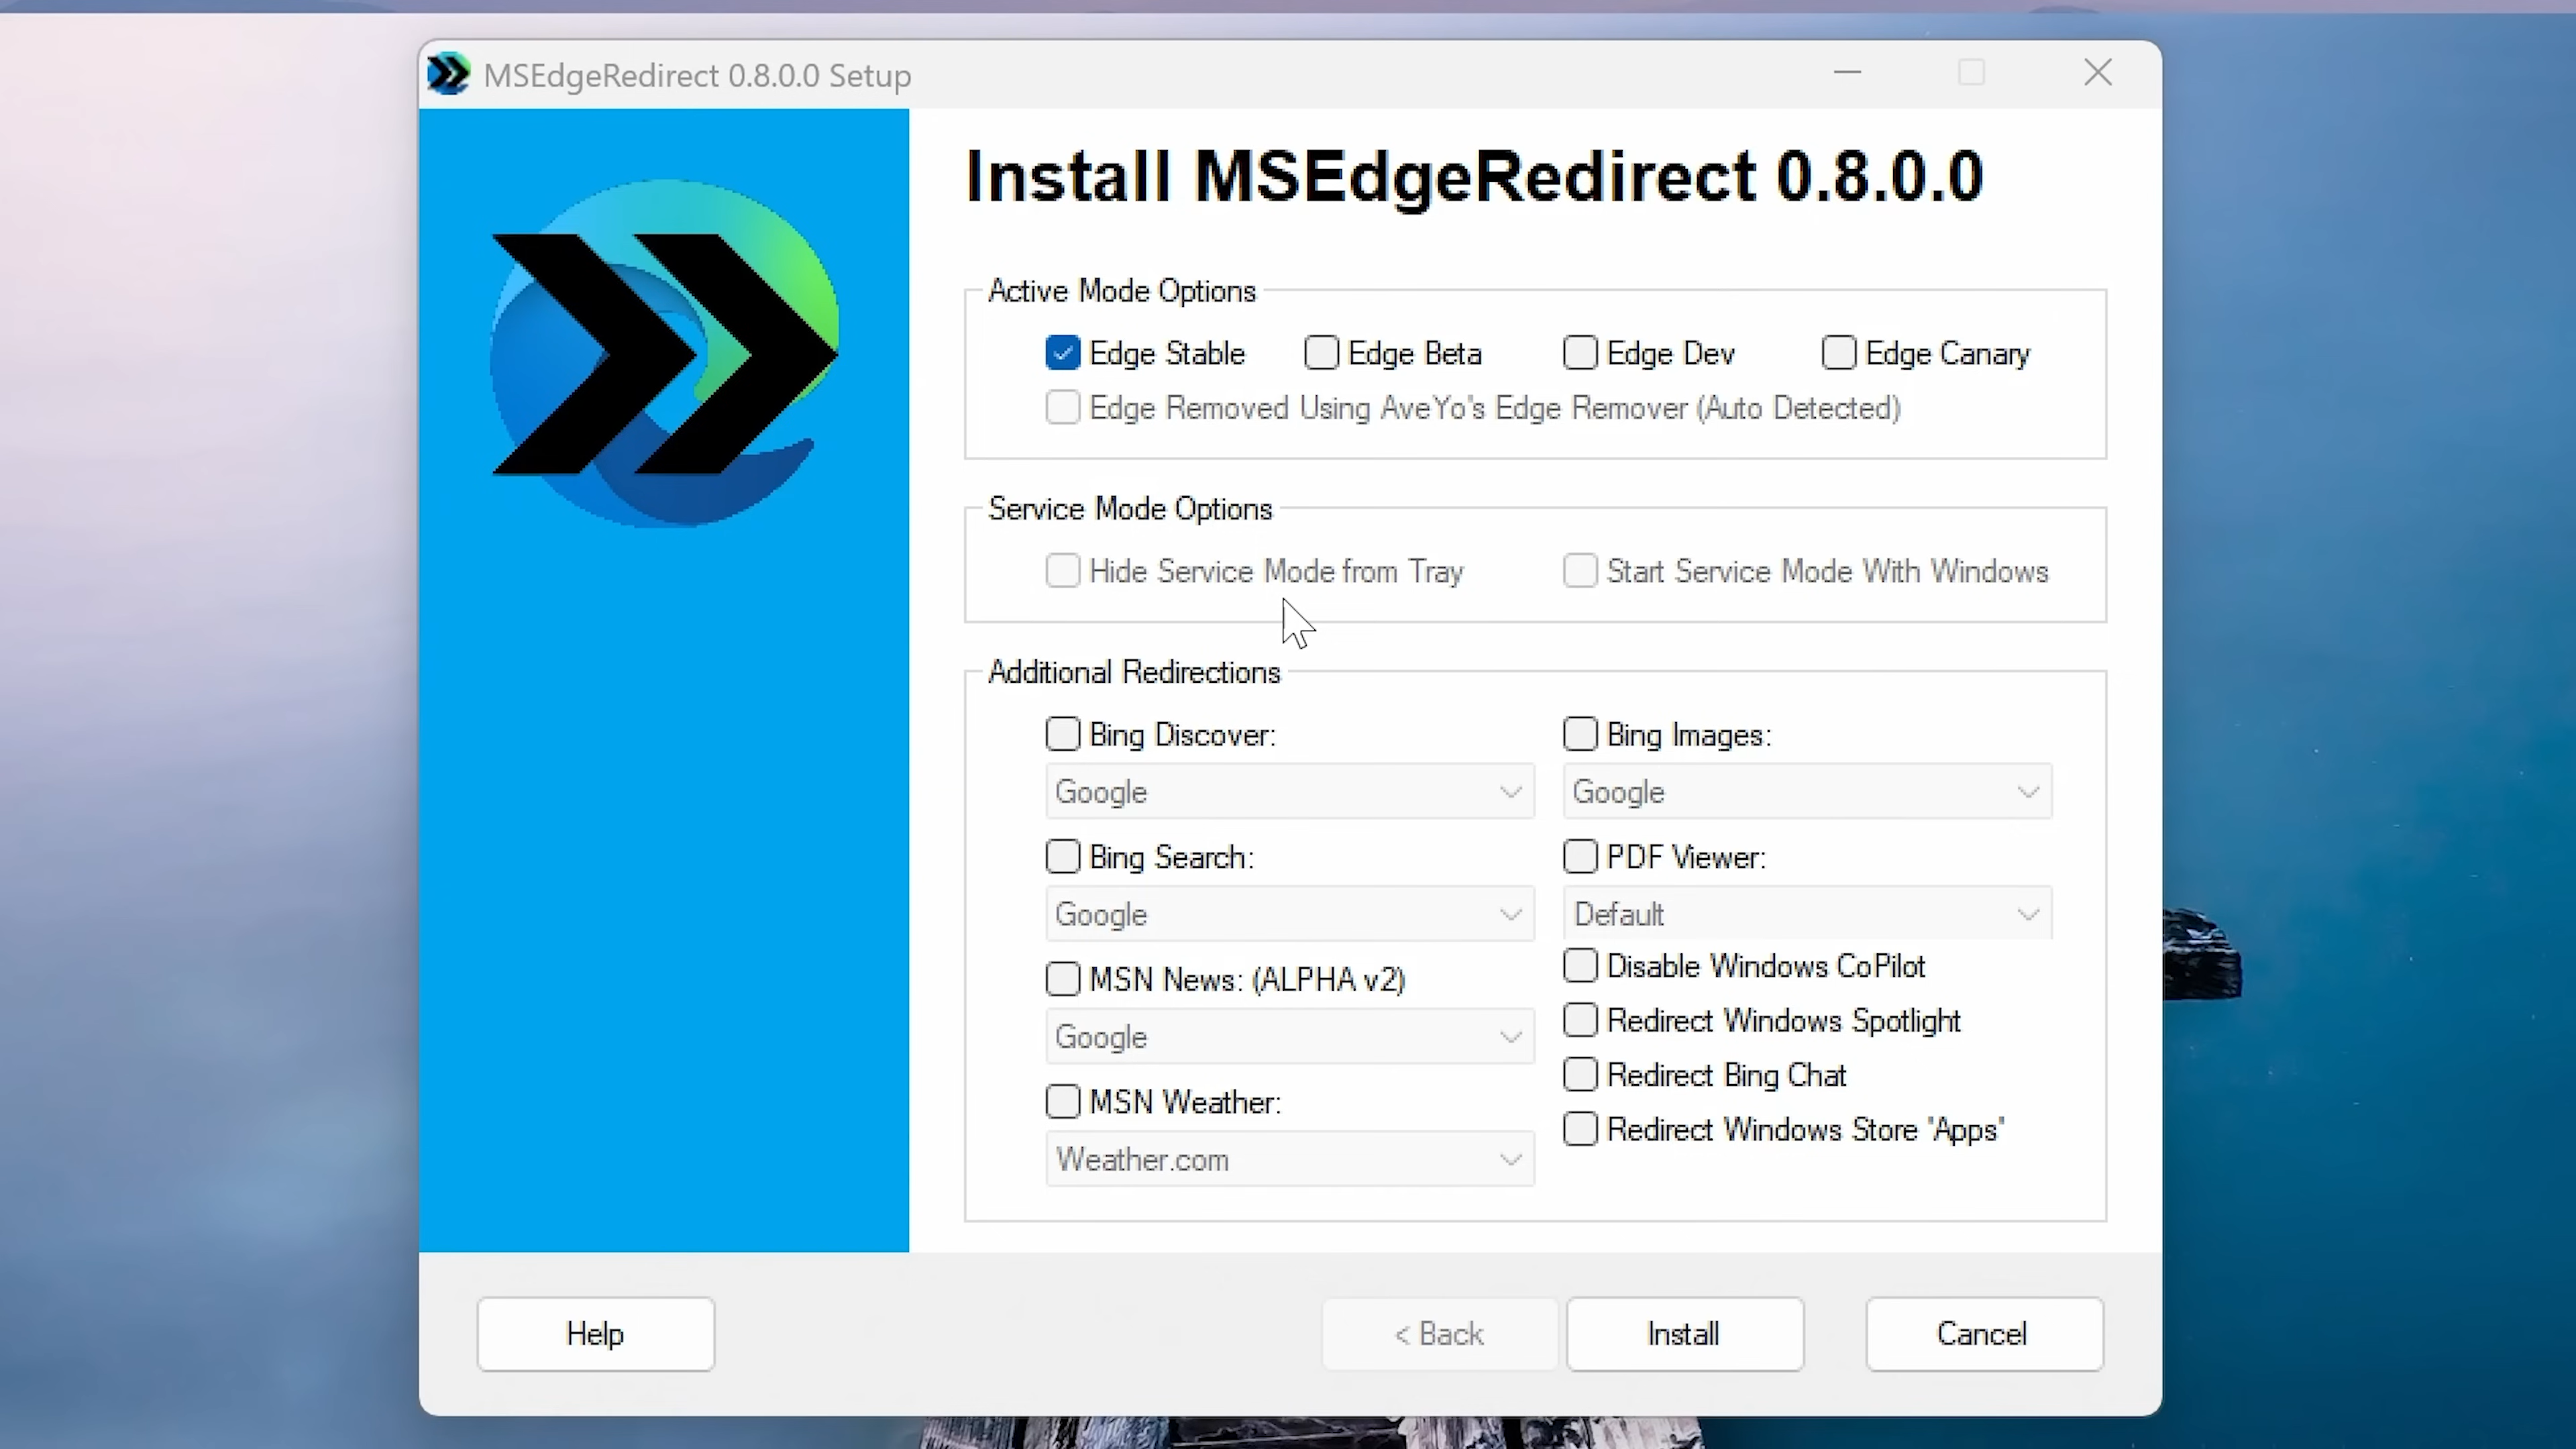 MSEdgeRedirect 0.8.0.0 Setup
Install MSEdgeRedirect 0.8.0.0
Active Mode Options
Edge Stable
Edge Beta
Edge Dev
Edge Canary
Edge Removed Using AveYo's Edge Remover (Auto Detected)
Service Mode Options
Hide Service Mode from Tray
Start Service Mode With Windows
Additional Redirections
Bing Discover:
Google
Bing Search:
Google
MSN News: (ALPHA v2)
Google
MSN Weather:
Weather.com
Bing Images:
Google
PDF Viewer:
Default
Disable Windows CoPilot
Redirect Windows Spotlight
Redirect Bing Chat
Redirect Windows Store 'Apps'
Help
< Back
Install
Cancel